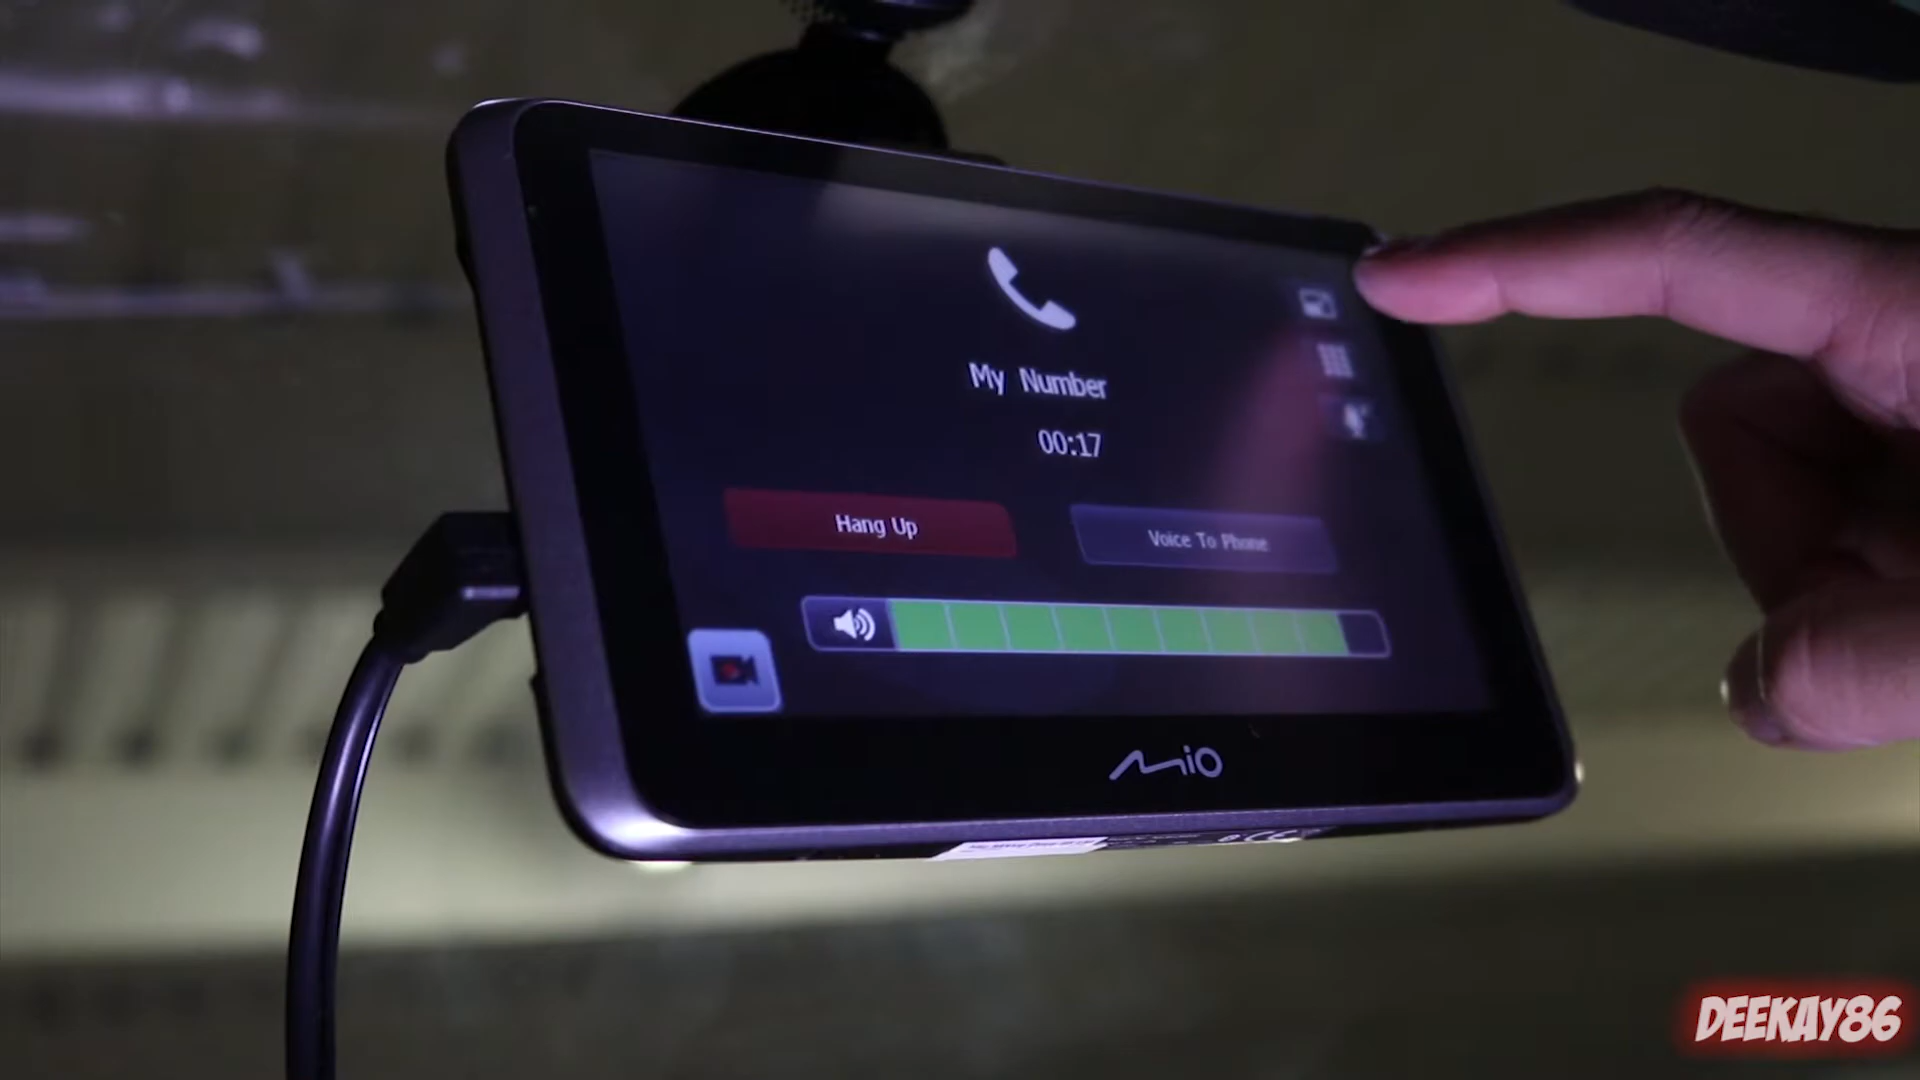 My Number
00:17
Hang Up
Voice To Phone
Mio
DEEKAY86